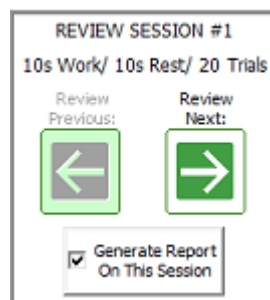 REVIEW SESSION #1
10s Work/ 10s Rest/ 20 Trials
Review Previous:
Review Next:
Generate Report
On This Session